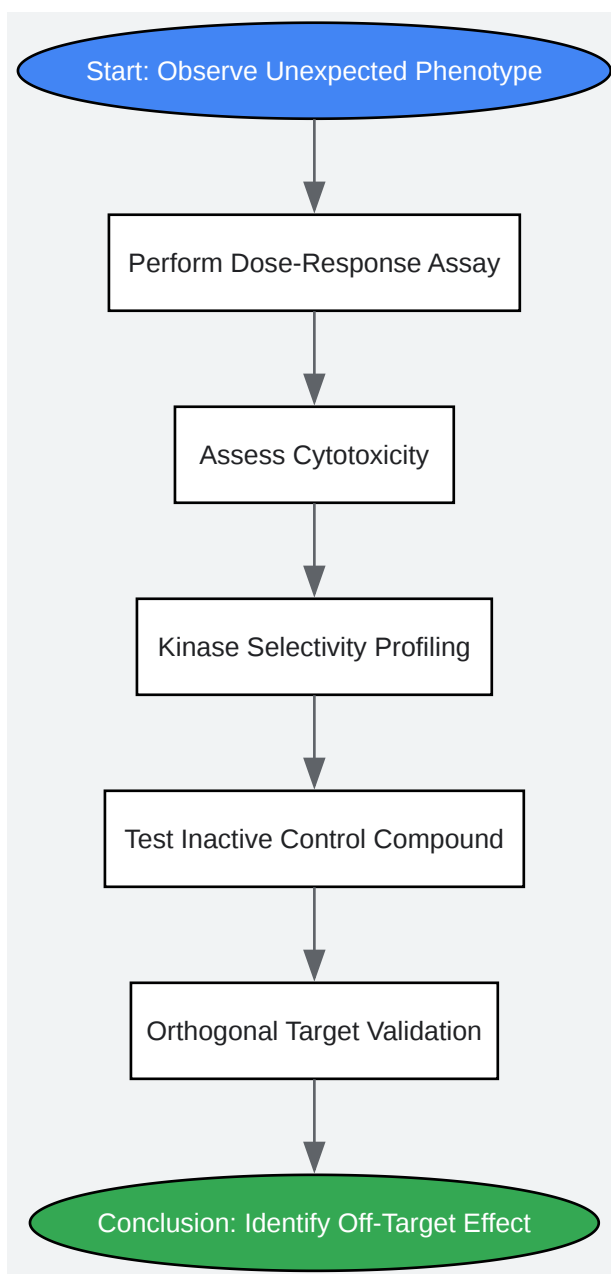 Start: Observe Unexpected Phenotype
Perform Dose-Response Assay
Assess Cytotoxicity
Kinase Selectivity Profiling
Test Inactive Control Compound
Orthogonal Target Validation
Conclusion: Identify Off-Target Effect